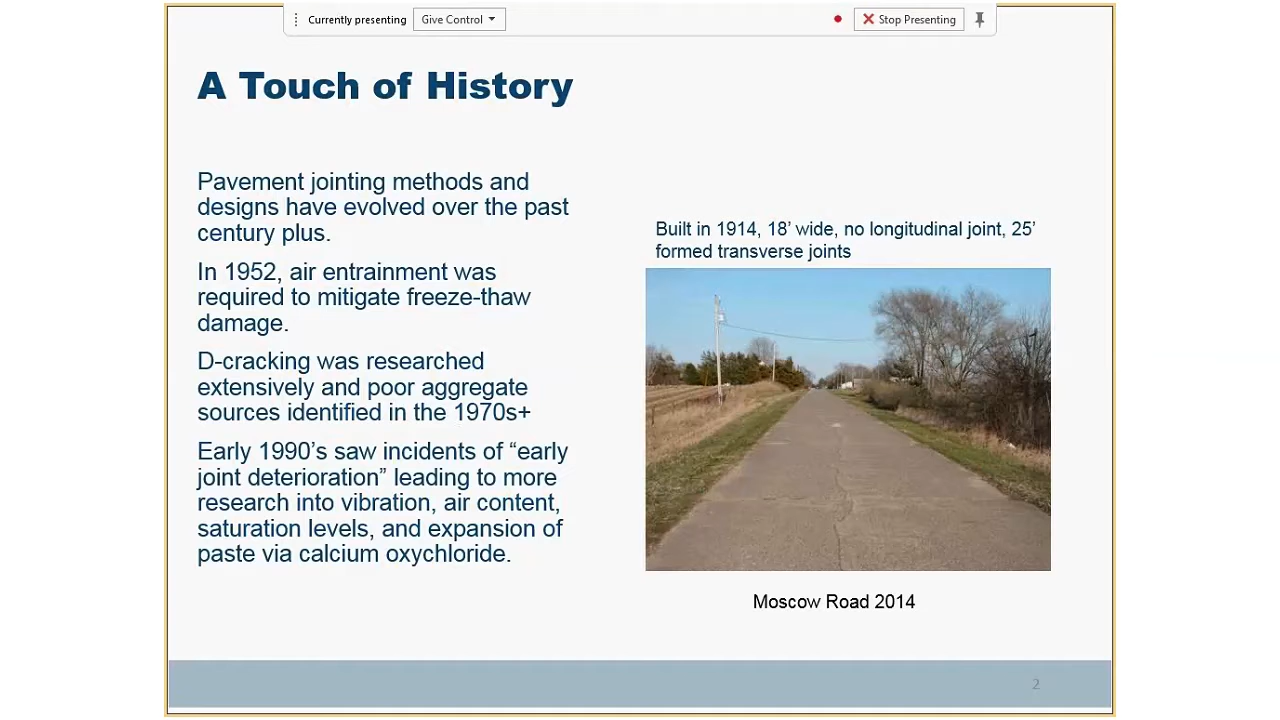 Currently presenting
Give Control
Stop Presenting
A Touch of History
Pavement jointing methods and
designs have evolved over the past
century plus.
In 1952, air entrainment was
required to mitigate freeze-thaw
damage.
D-cracking was researched
extensively and poor aggregate
sources identified in the 1970s+
Early 1990’s saw incidents of “early
joint deterioration” leading to more
research into vibration, air content,
saturation levels, and expansion of
paste via calcium oxychloride.
Built in 1914, 18’ wide, no longitudinal joint, 25’
formed transverse joints
Moscow Road 2014
2